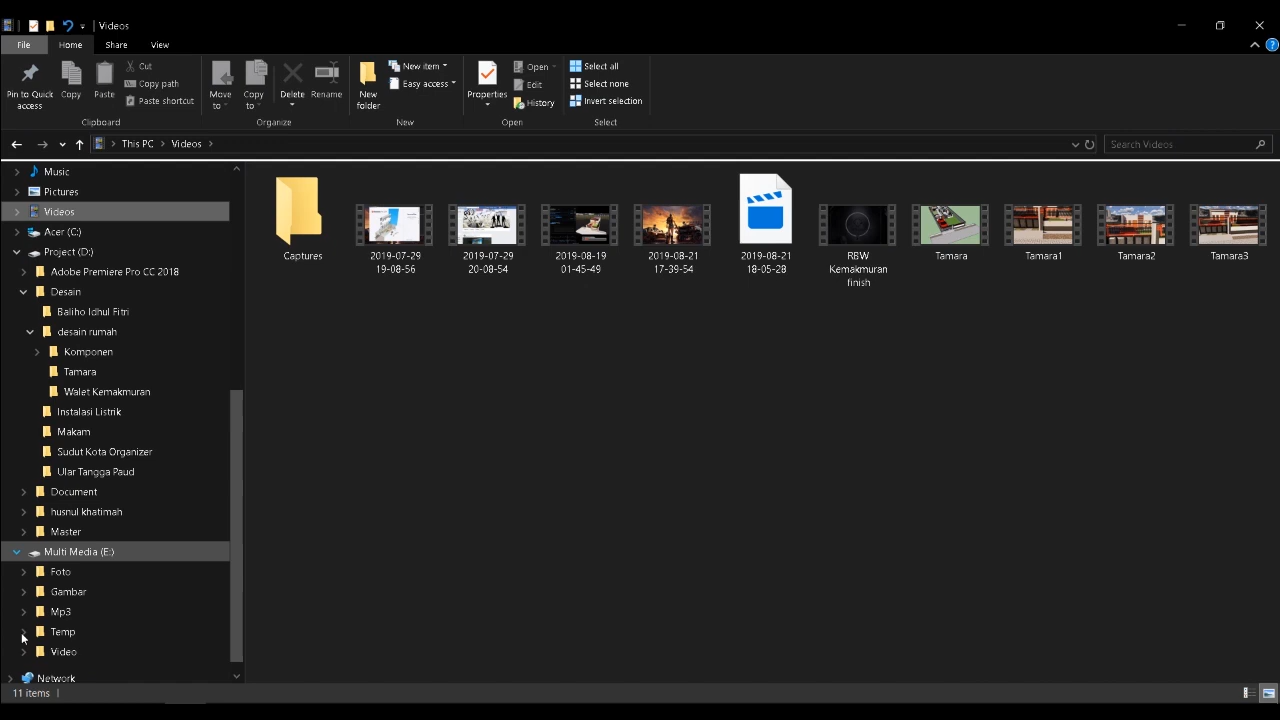 Videos
File Home Share View
Pin to Quick access
Copy
Paste
Cut
Copy path
Paste shortcut
Clipboard
Move to
Copy to
Delete
Rename
Organize
New folder
New item
Easy access
New
Properties
Open
Edit
History
Open
Select all
Select none
Invert selection
Select
This PC > Videos >
Search Videos
Music
Pictures
Videos
Acer (C:)
Project (D:)
Adobe Premiere Pro CC 2018
Desain
Baliho Idhul Fitri
desain rumah
Komponen
Tamara
Walet Kemakmuran
Instalasi Listrik
Makam
Sudut Kota Organizer
Ular Tangga Paud
Document
husnul khatimah
Master
Multi Media (E:)
Foto
Gambar
Mp3
Temp
Video
Network
Captures
2019-07-29
19-08-56
2019-07-29
20-08-54
2019-08-19
01-45-49
2019-08-21
17-39-54
2019-08-21
18-05-28
RBW
Kemakmuran
finish
Tamara
Tamara1
Tamara2
Tamara3
11 items